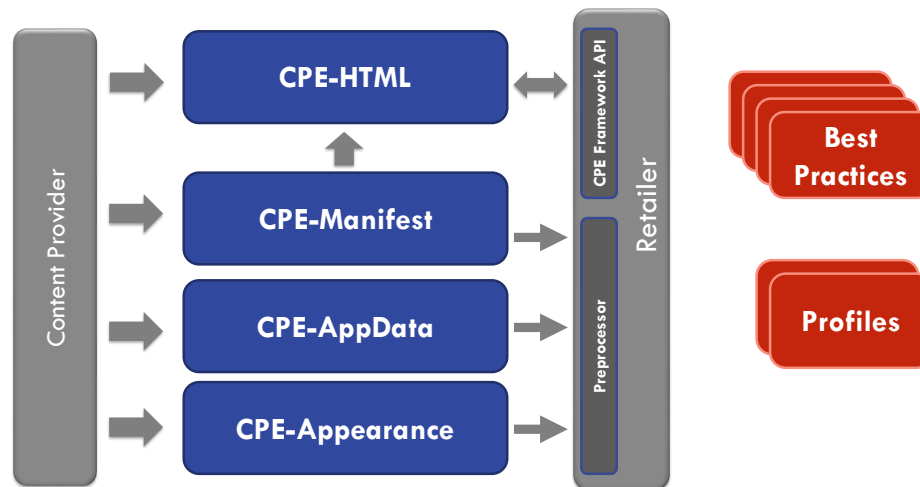 Content Provider
CPE-HTML
CPE-Manifest
CPE-AppData
CPE-Appearance
CPE Framework API
Preprocessor
Retailer
Best
Practices
Profiles